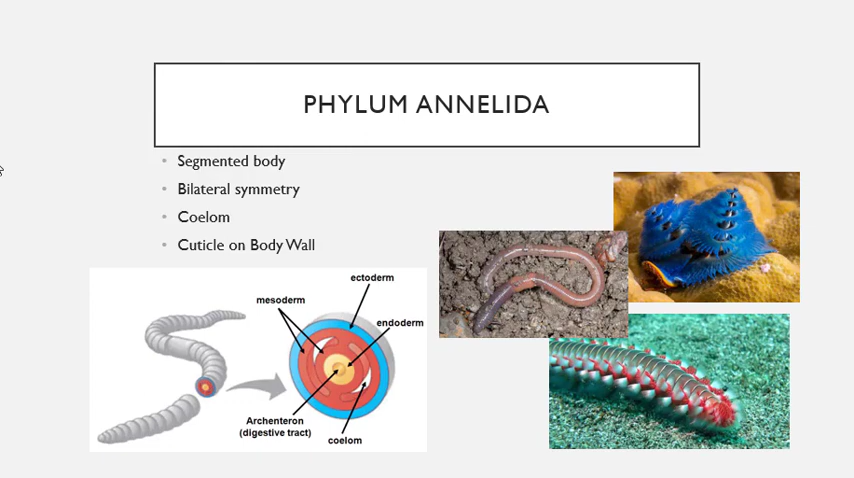 PHYLUM ANNELIDA
• Segmented body
• Bilateral symmetry
• Coelom
• Cuticle on Body Wall
ectoderm
mesoderm
endoderm
Archenteron
(digestive tract)
coelom